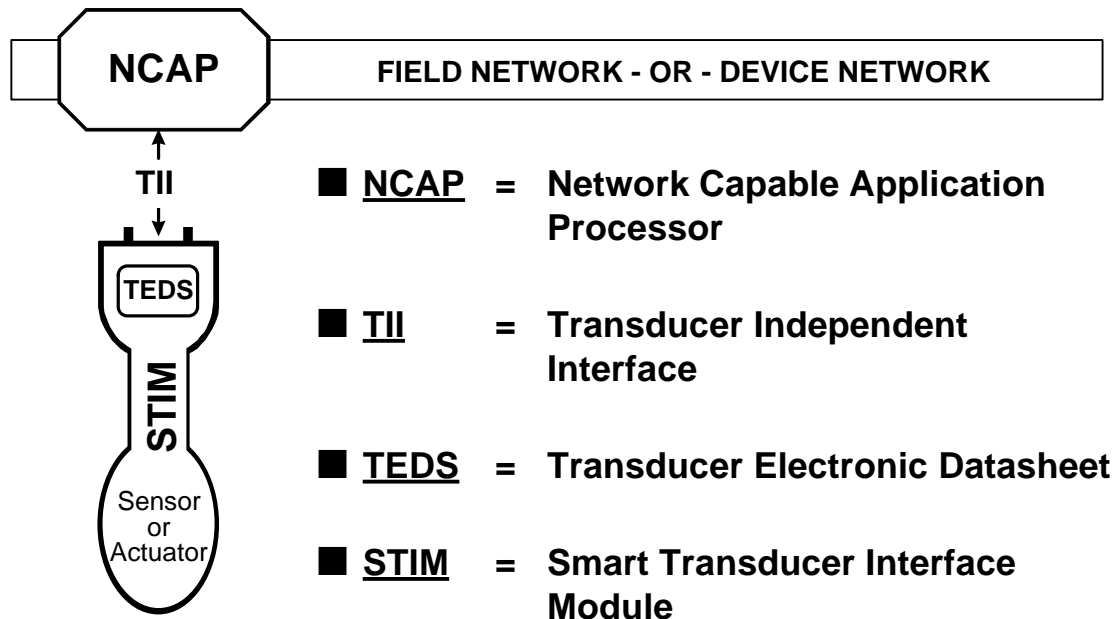 NCAP
FIELD NETWORK - OR - DEVICE NETWORK
TII
TEDS
STIM
Sensor
or
Actuator
■ NCAP = Network Capable Application
Processor
■ TII = Transducer Independent
Interface
■ TEDS = Transducer Electronic Datasheet
■ STIM = Smart Transducer Interface
Module